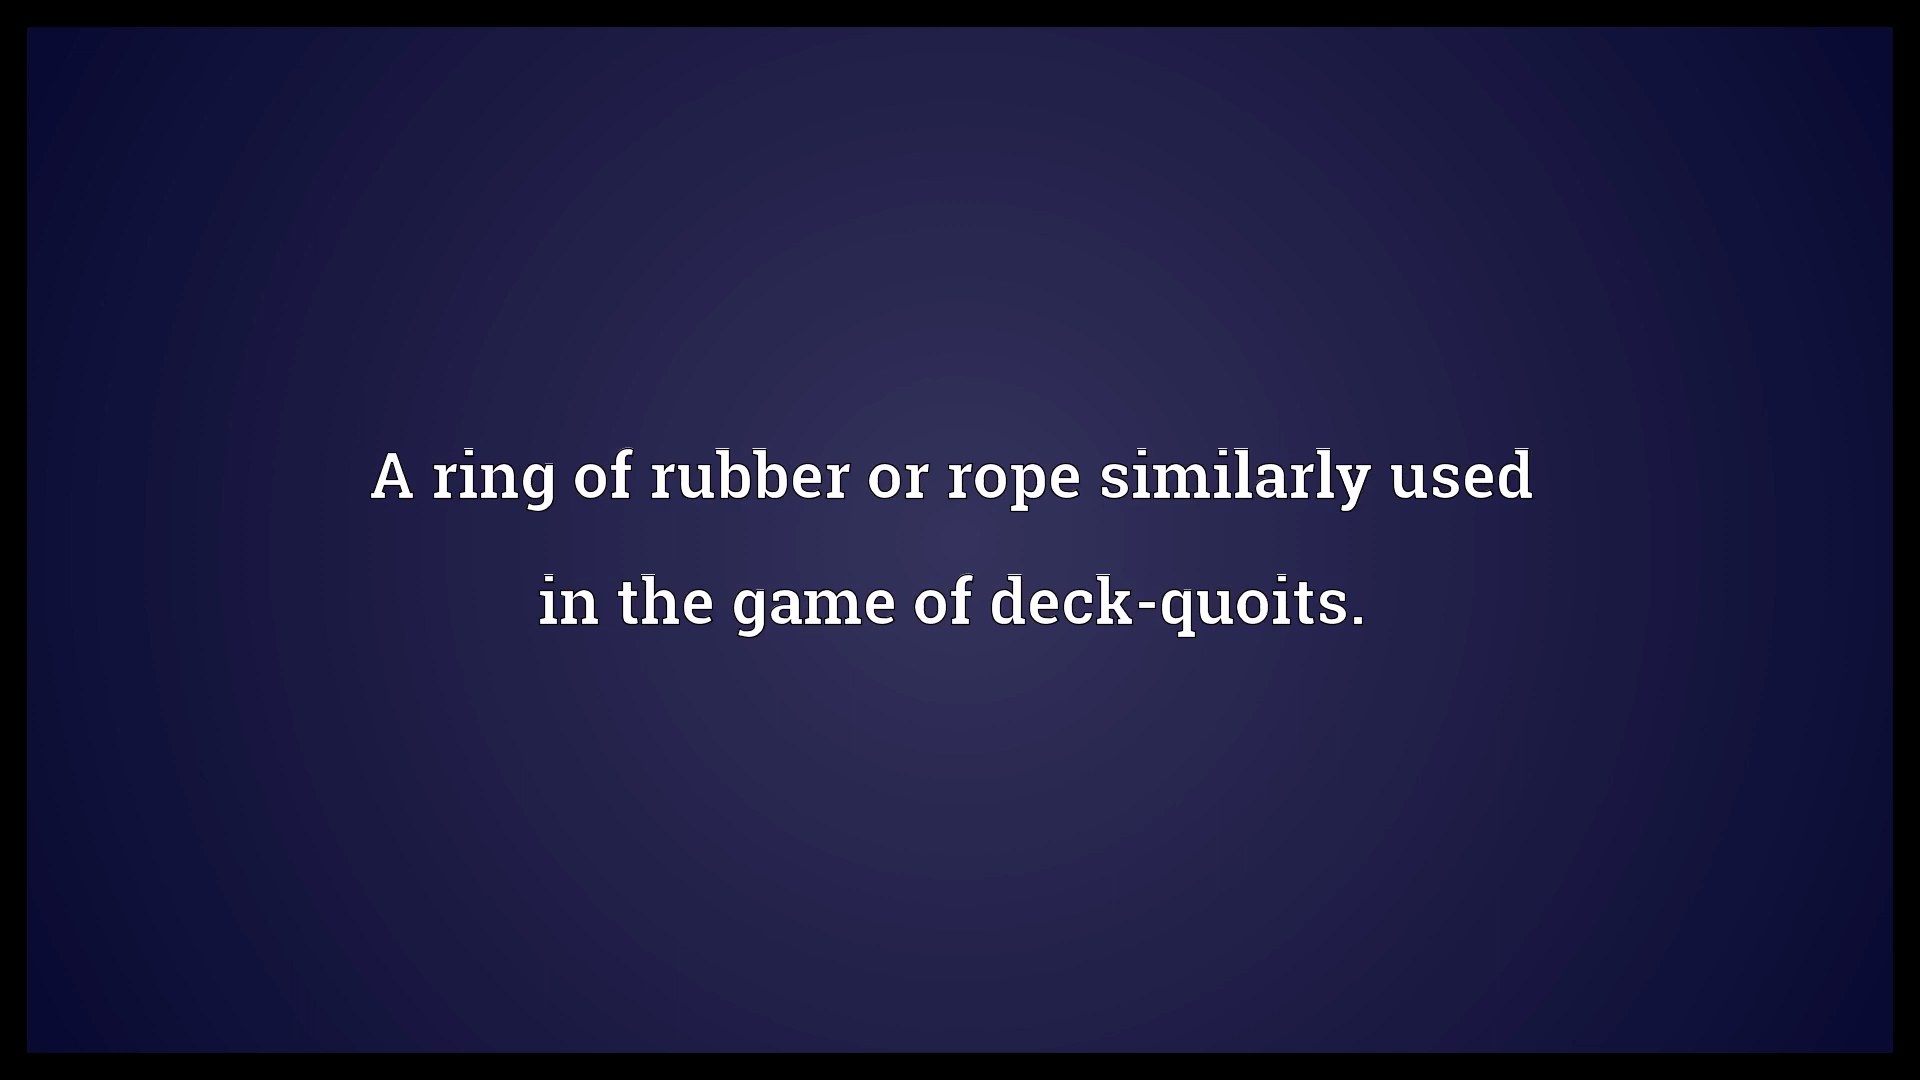 A ring of rubber or rope similarly used
in the game of deck-quoits.